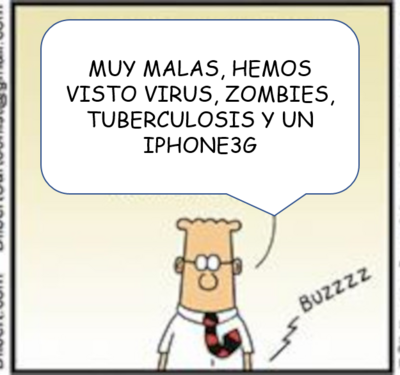 MUY MALAS, HEMOS
VISTO VIRUS, ZOMBIES,
TUBERCULOSIS Y UN
IPHONE3G
BUZZZZ